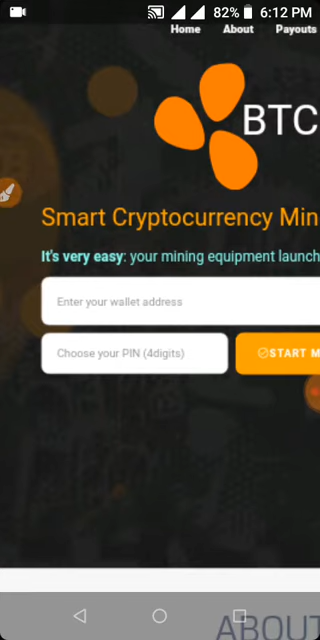 82% 6:12 PM
Home About Payouts
BTC
Smart Cryptocurrency Min
It's very easy: your mining equipment launch
Enter your wallet address
Choose your PIN (4digits)
START M
ABOUT